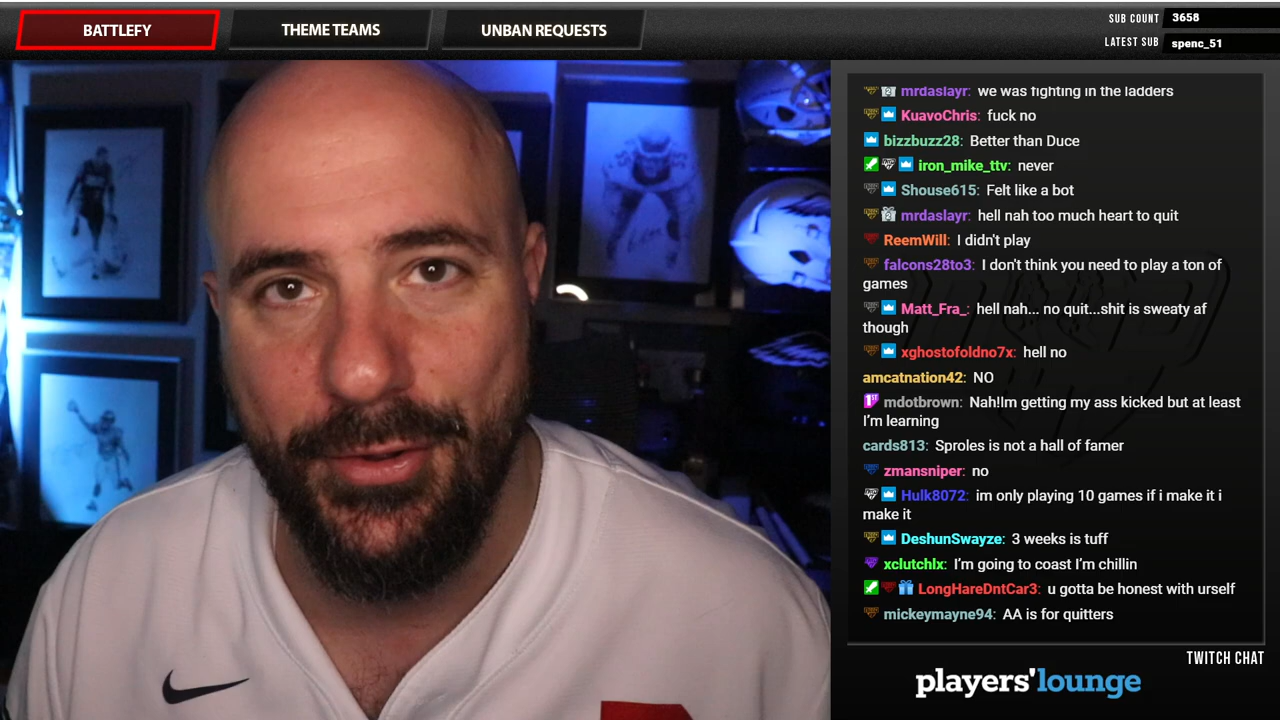 BATTLEFY
THEME TEAMS
UNBAN REQUESTS
SUB COUNT 3658
LATEST SUB spenc_51
mrdaslayr: we was fighting in the ladders
KuavoChris: fuck no
bizzbuzz28: Better than Duce
iron_mike_ttv: never
Shouse615: Felt like a bot
mrdaslayr: hell nah too much heart to quit
ReemWill: I didn't play
falcons28to3: I don't think you need to play a ton of
games
Matt_Fra_: hell nah... no quit...shit is sweaty af
though
xghostofoldno7x: hell no
amcatnation42: NO
1ST mdotbrown: Nah!Im getting my ass kicked but at least
I'm learning
cards813: Sproles is not a hall of famer
zmansniper: no
Hulk8072: im only playing 10 games if i make it i
make it
DeshunSwayze: 3 weeks is tuff
xclutchlx: I'm going to coast I'm chillin
LongHareDntCar3: u gotta be honest with urself
mickeymayne94: AA is for quitters
TWITCH CHAT
players'lounge